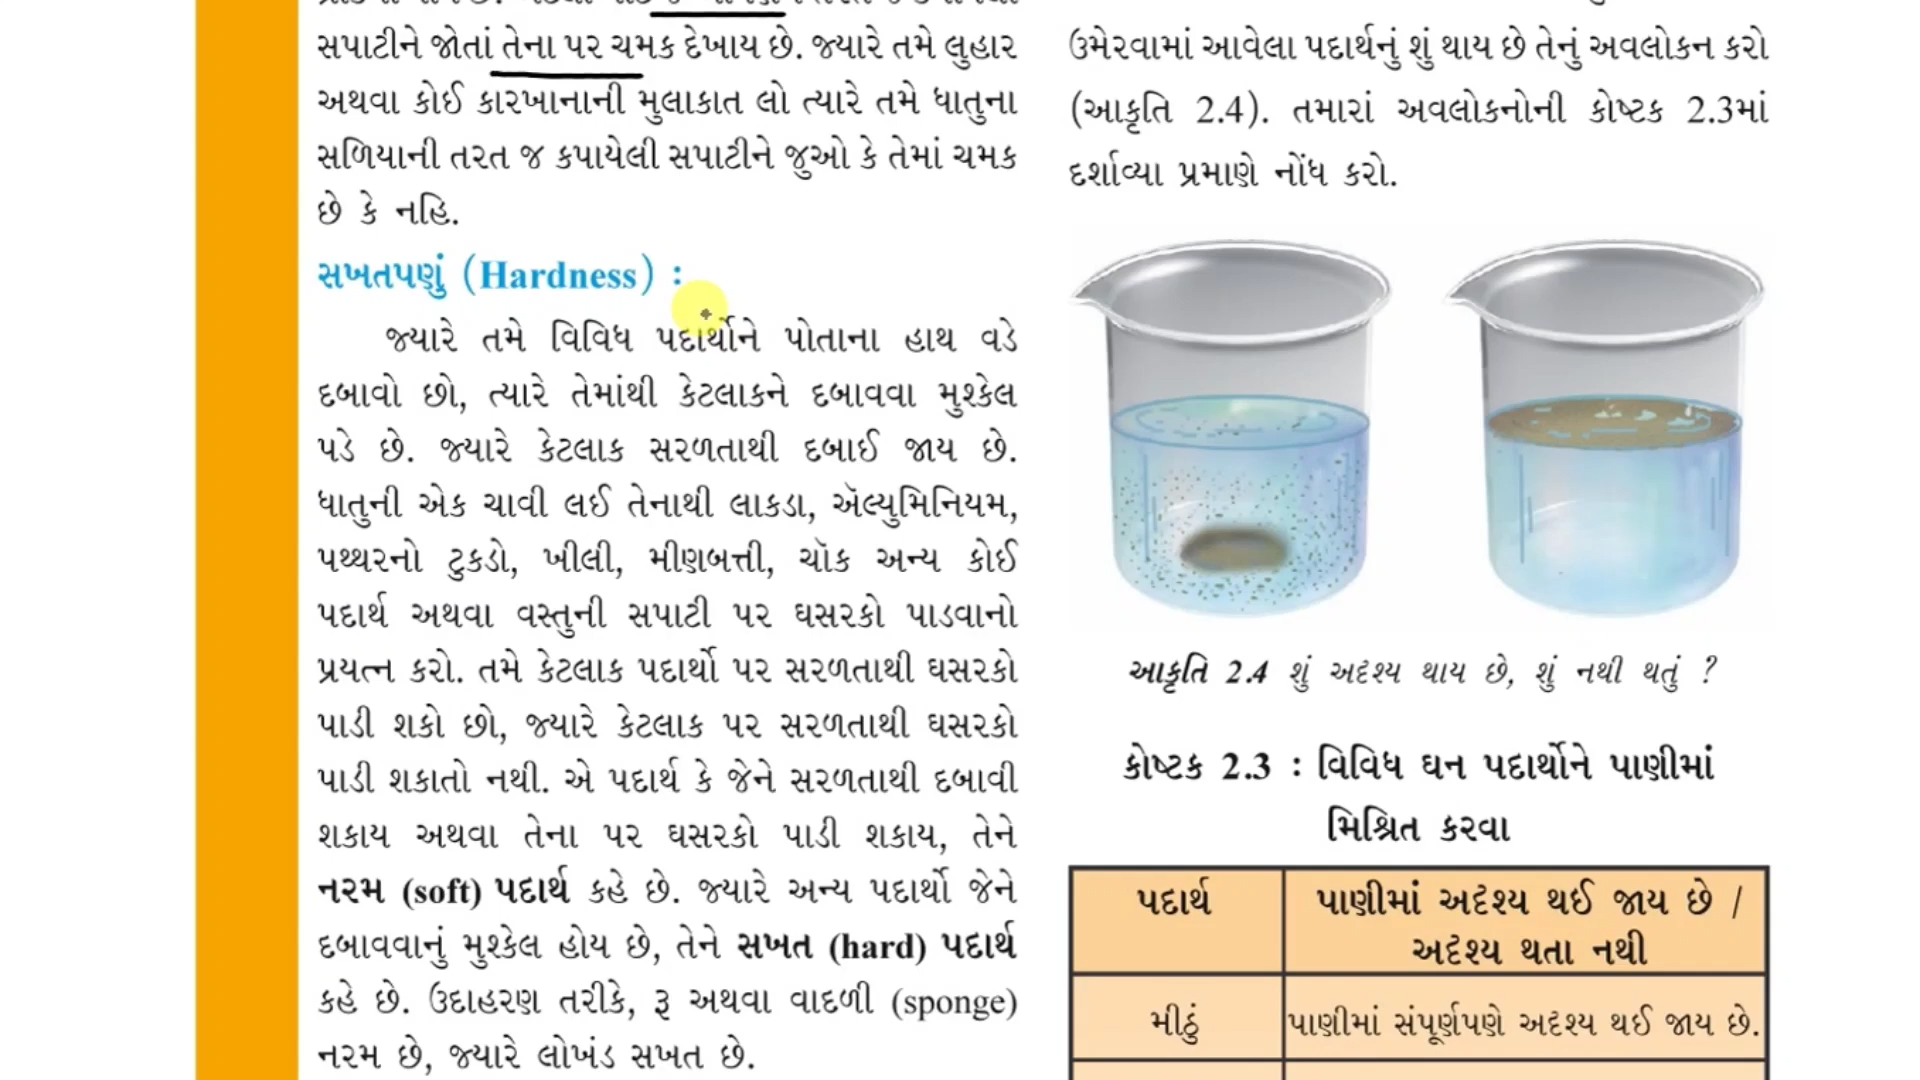 સપાટીને જોતાં તેના પર ચમક દેખાય છે. જ્યારે તમે લુહાર
અથવા કોઈ કારખાનાની મુલાકાત લો ત્યારે તમે ધાતુના
સળિયાની તરત જ કપાયેલી સપાટીને જુઓ કે તેમાં ચમક
છે કે નહિ.
સખતપણું (Hardness) :
જ્યારે તમે વિવિધ પદાર્થોને પોતાના હાથ વડે
દબાવો છો, ત્યારે તેમાંથી કેટલાકને દબાવવા મુશ્કેલ
પડે છે. જ્યારે કેટલાક સરળતાથી દબાઈ જાય છે.
ધાતુની એક ચાવી લઈ તેનાથી લાકડા, ઍલ્યુમિનિયમ,
પથ્થરનો ટુકડો, ખીલી, મીણબત્તી, ચૉક અન્ય કોઈ
પદાર્થ અથવા વસ્તુની સપાટી પર ઘસરકો પાડવાનો
પ્રયત્ન કરો. તમે કેટલાક પદાર્થો પર સરળતાથી ઘસરકો
પાડી શકો છો, જ્યારે કેટલાક પર સરળતાથી ઘસરકો
પાડી શકાતો નથી. એ પદાર્થ કે જેને સરળતાથી દબાવી
શકાય અથવા તેના પર ઘસરકો પાડી શકાય, તેને
નરમ (soft) પદાર્થ કહે છે. જ્યારે અન્ય પદાર્થો જેને
દબાવવાનું મુશ્કેલ હોય છે, તેને સખત (hard) પદાર્થ
કહે છે. ઉદાહરણ તરીકે, રૂ અથવા વાદળી (sponge)
નરમ છે, જ્યારે લોખંડ સખત છે.
ઉમેરવામાં આવેલા પદાર્થનું શું થાય છે તેનું અવલોકન કરો
(આકૃતિ 2.4). તમારાં અવલોકનોની કોષ્ટક 2.3માં
દર્શાવ્યા પ્રમાણે નોંધ કરો.
આકૃતિ 2.4 શું અદૃશ્ય થાય છે, શું નથી થતું ?
કોષ્ટક 2.3 : વિવિધ ઘન પદાર્થોને પાણીમાં
મિશ્રિત કરવા
પદાર્થ
પાણીમાં અદૃશ્ય થઈ જાય છે /
અદૃશ્ય થતા નથી
મીઠું
પાણીમાં સંપૂર્ણપણે અદૃશ્ય થઈ જાય છે.